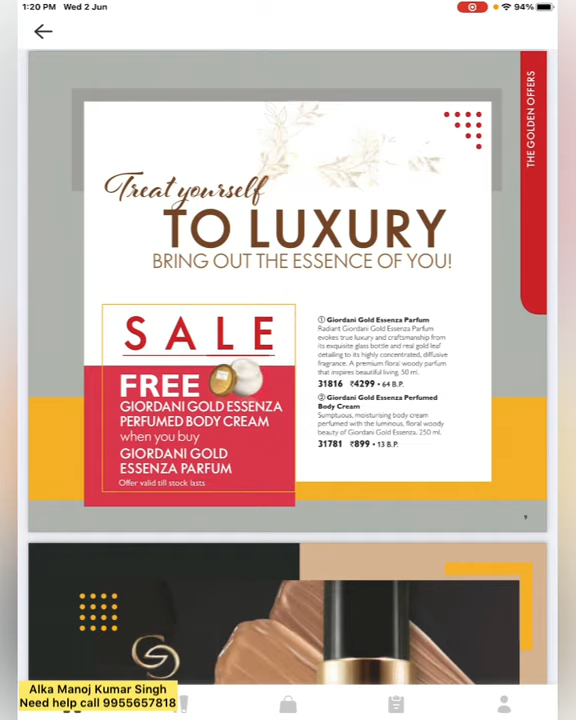 1:20 PM Wed 2 Jun
94%
THE GOLDEN OFFERS
Treat yourself
TO LUXURY
BRING OUT THE ESSENCE OF YOU!
SALE
FREE
GIORDANI GOLD ESSENZA
PERFUMED BODY CREAM
when you buy
GIORDANI GOLD
ESSENZA PARFUM
Offer valid till stock lasts
① Giordani Gold Essenza Parfum
Radiant Giordani Gold Essenza Parfum
evokes true luxury and craftsmanship from
its exquisite glass bottle and real gold leaf
detailing to its highly concentrated, diffusive
fragrance. A premium floral woody parfum
that inspires beautiful living. 50 ml.
31816 ₹4299 • 64 B.P.
② Giordani Gold Essenza Perfumed
Body Cream
Sumptuous, moisturising body cream
perfumed with the luminous, floral woody
beauty of Giordani Gold Essenza. 250 ml.
31781 ₹899 • 13 B.P.
9
Alka Manoj Kumar Singh
Need help call 9955657818